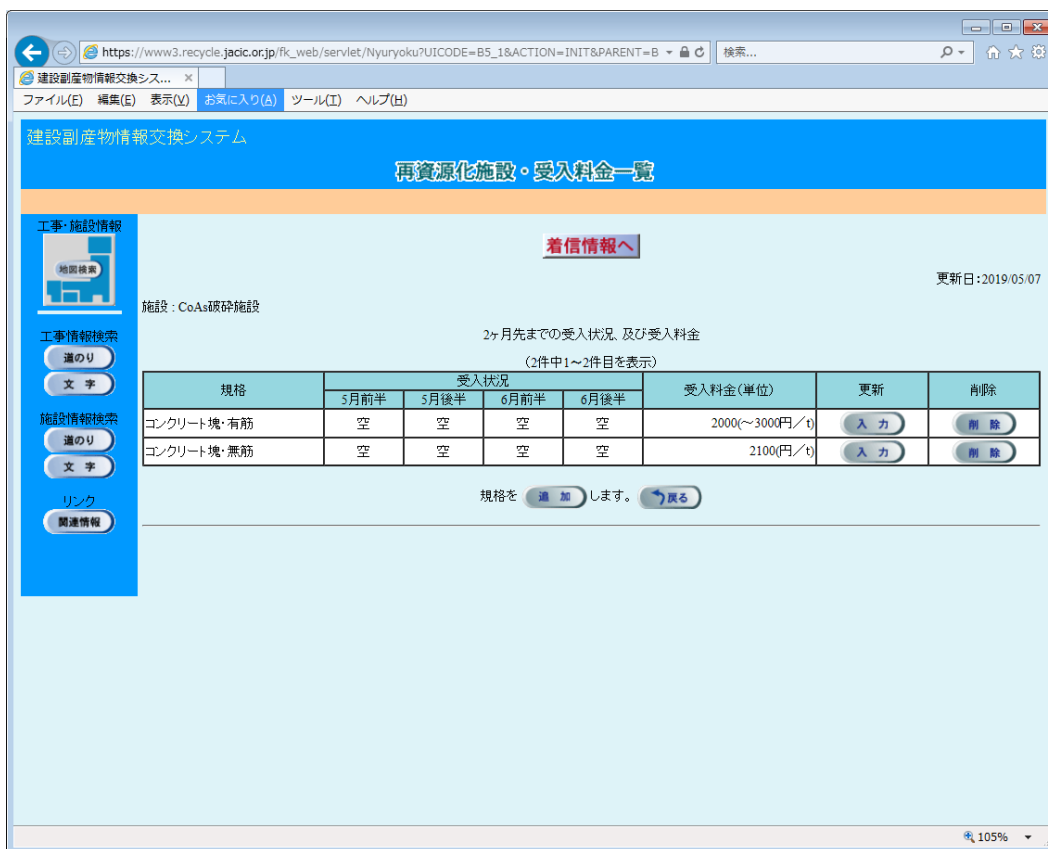 https://www3.recycle.jacic.or.jp/fk_web/servlet/Nyuryoku?UICODE=B5_1&ACTION=INIT&PARENT=B 検索...
建設副産物情報交換シス... ×
ファイル(F) 編集(E) 表示(V) お気に入り(A) ツール(T) ヘルプ(H)
建設副産物情報交換システム
再資源化施設・受入料金一覧
工事・施設情報
地図検索
工事情報検索
道のり
文 字
施設情報検索
道のり
文 字
リンク
関連情報
着信情報へ
更新日:2019/05/07
施設 : CoAs破砕施設
2ヶ月先までの受入状況、及び受入料金
(2件中1～2件目を表示)
規格 受入状況 受入料金(単位) 更新 削除
5月前半 5月後半 6月前半 6月後半
コンクリート塊・有筋 空 空 空 空 2000(～3000円／t) 入 力 削 除
コンクリート塊・無筋 空 空 空 空 2100(円／t) 入 力 削 除
規格を 追 加 します。 戻る
105%